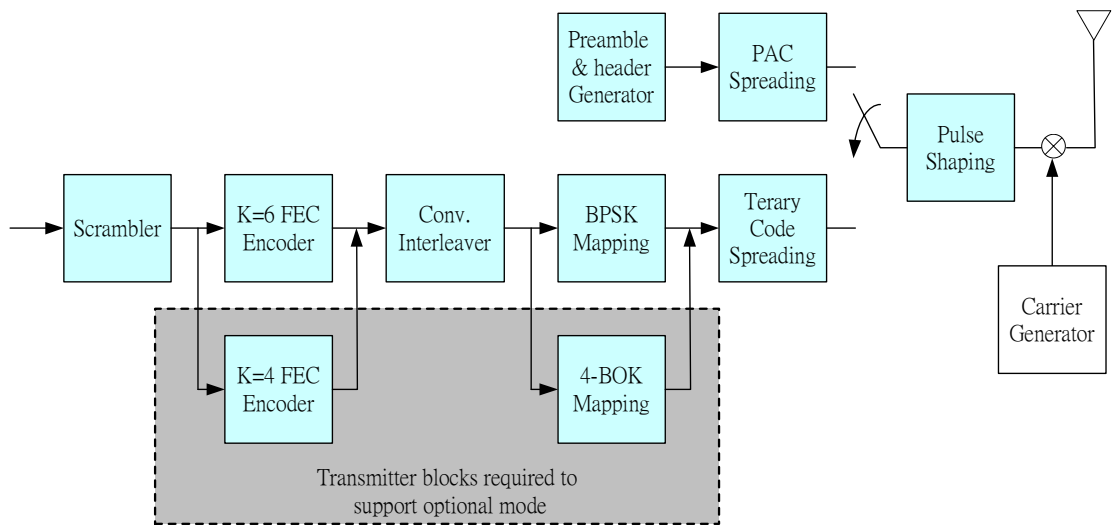 Preamble
& header
Generator
PAC
Spreading
Pulse
Shaping
Scrambler
K=6 FEC
Encoder
Conv.
Interleaver
BPSK
Mapping
Terary
Code
Spreading
Carrier
Generator
K=4 FEC
Encoder
4-BOK
Mapping
Transmitter blocks required to
support optional mode